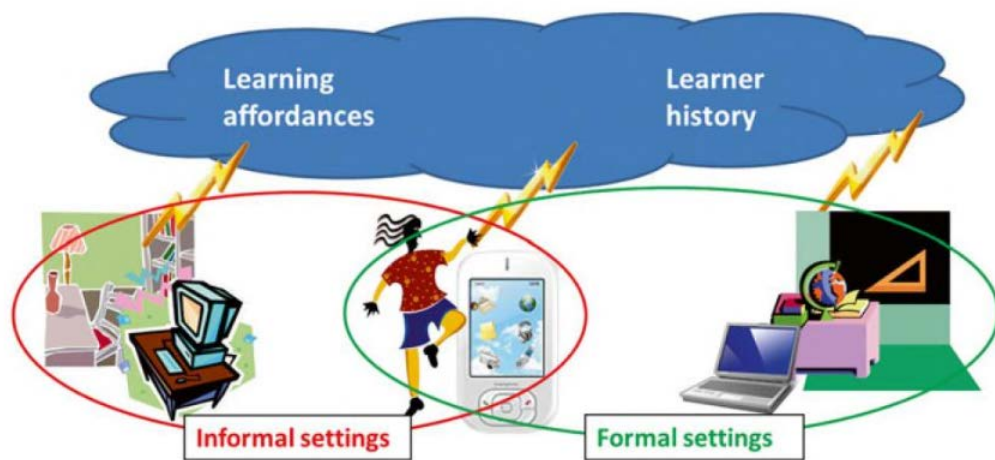 Learning
affordances
Learner
history
Informal settings
Formal settings